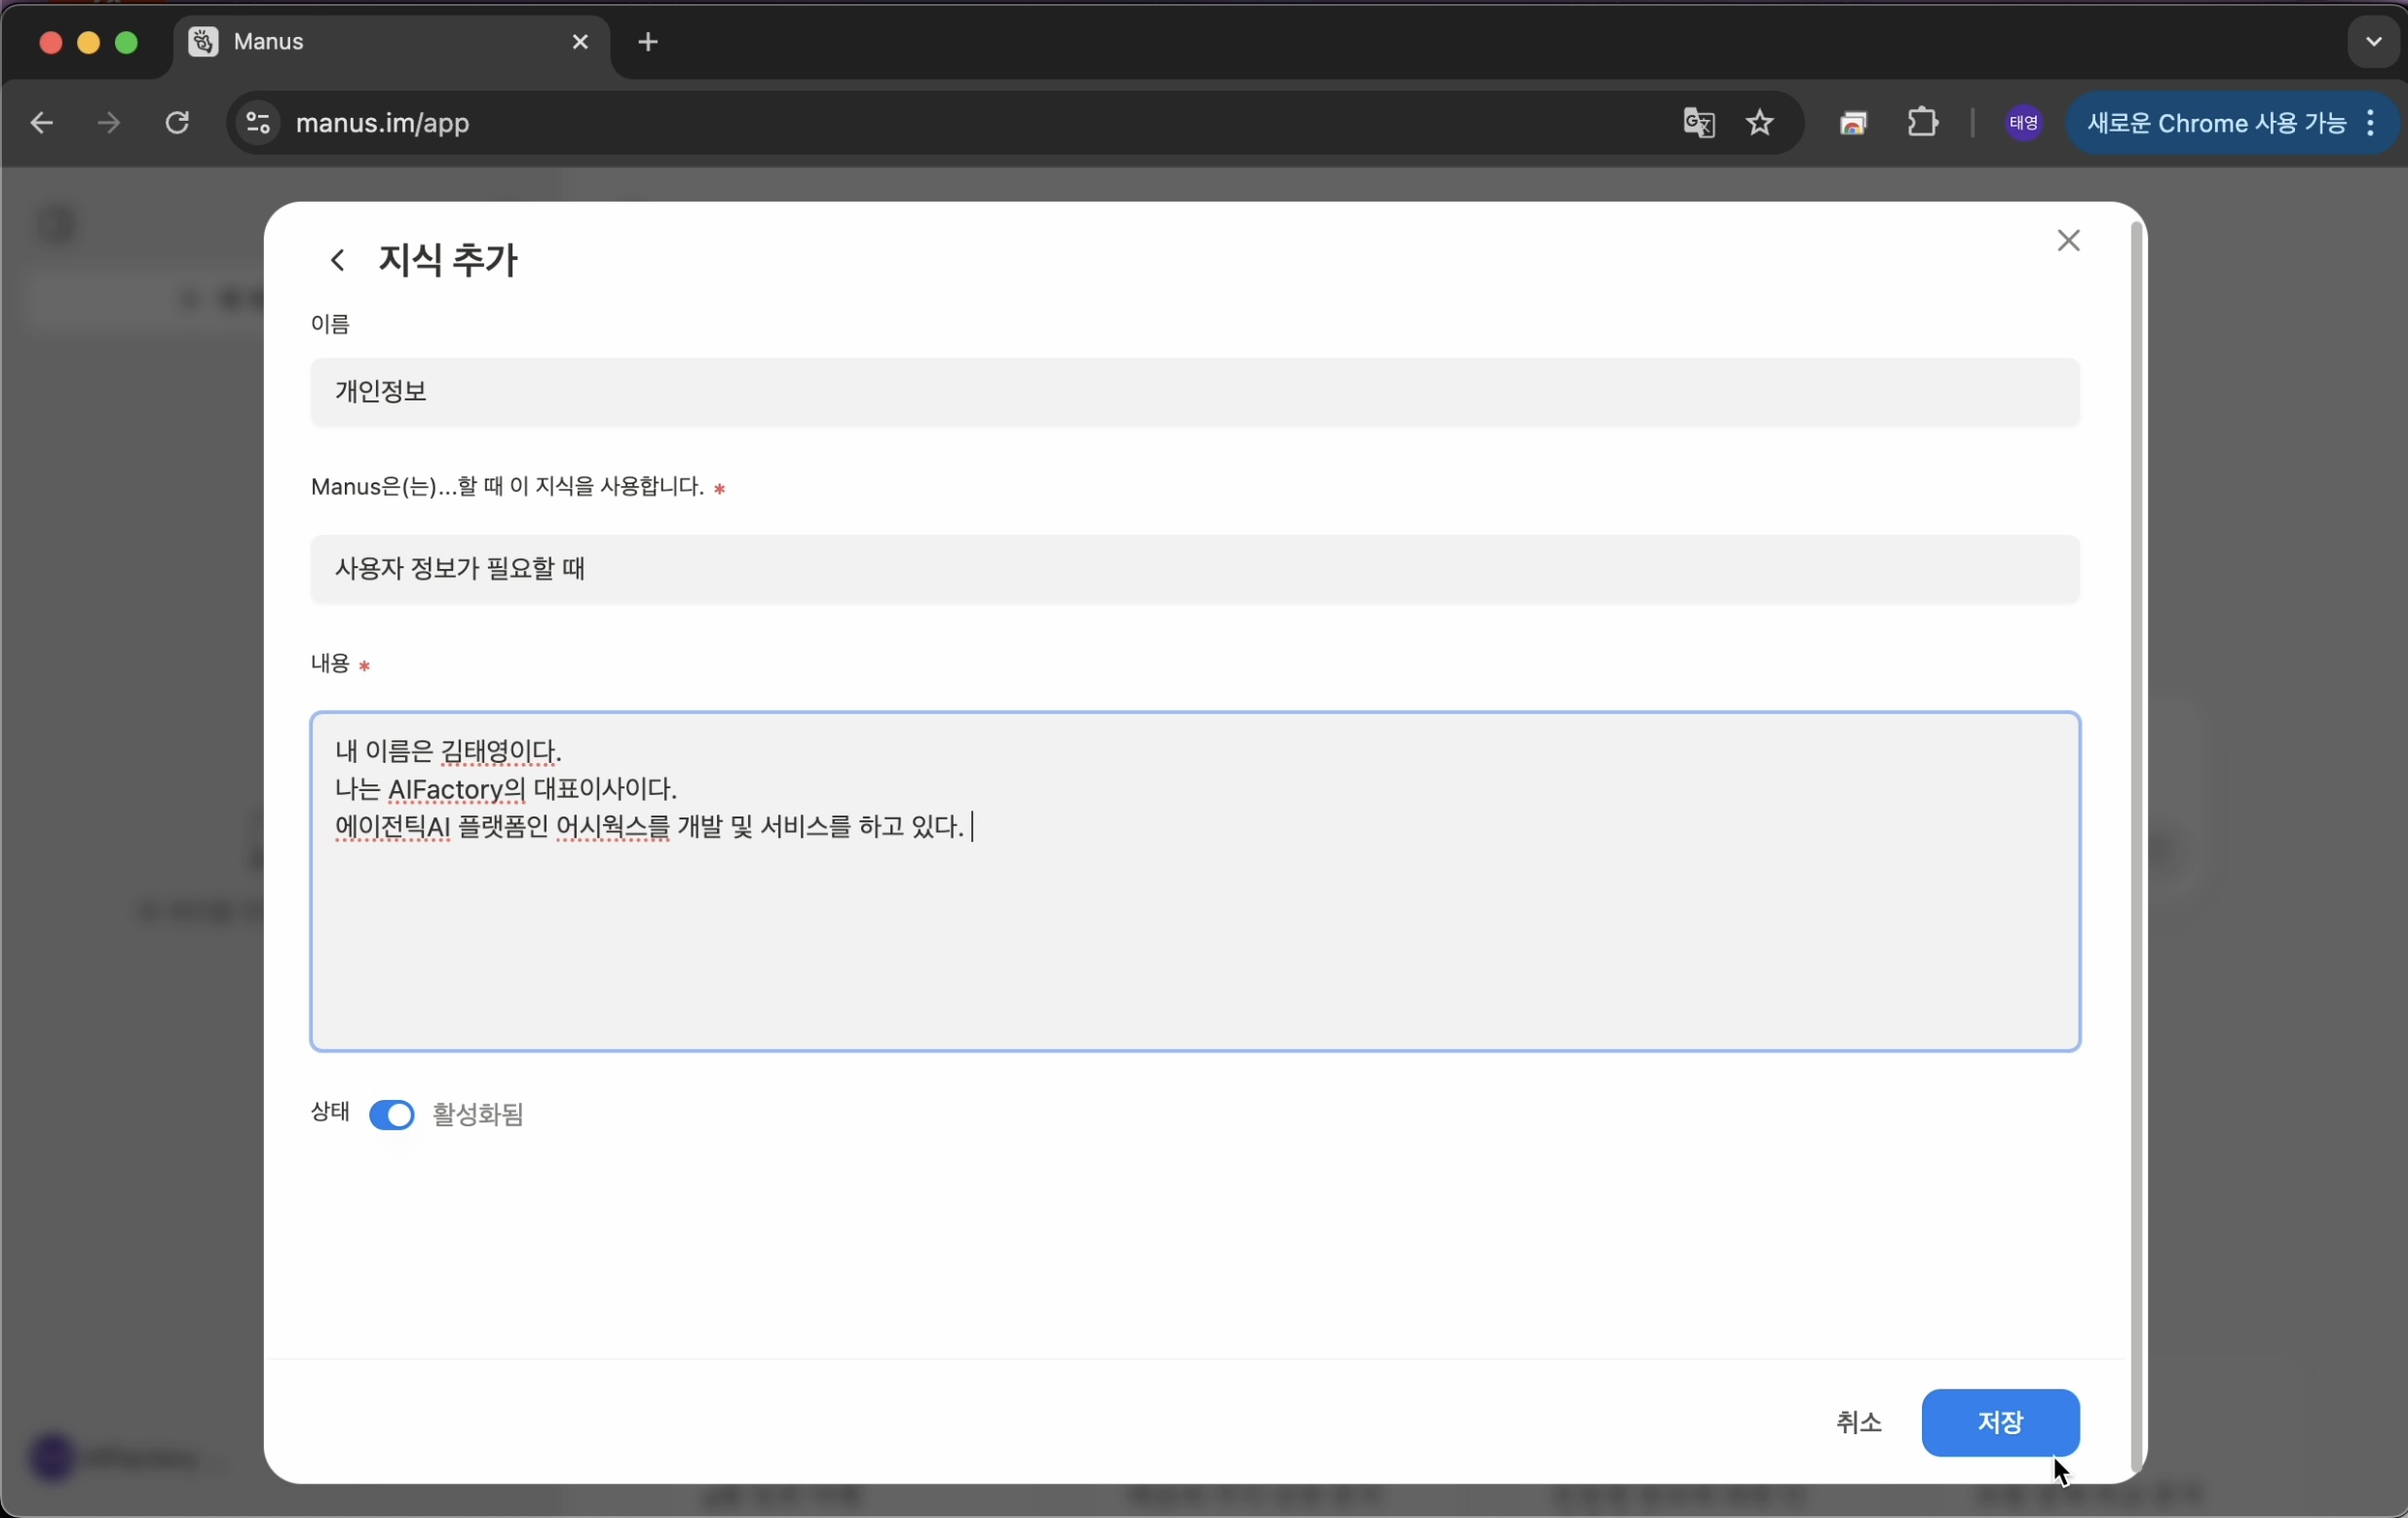 Manus
manus.im/app
태영
새로운 Chrome 사용 가능
지식 추가
이름
개인정보
Manus은(는)...할 때 이 지식을 사용합니다. *
사용자 정보가 필요할 때
내용 *
내 이름은 김태영이다.
나는 AIFactory의 대표이사이다.
에이전틱AI 플랫폼인 어시웍스를 개발 및 서비스를 하고 있다.
상태 활성화됨
취소 저장